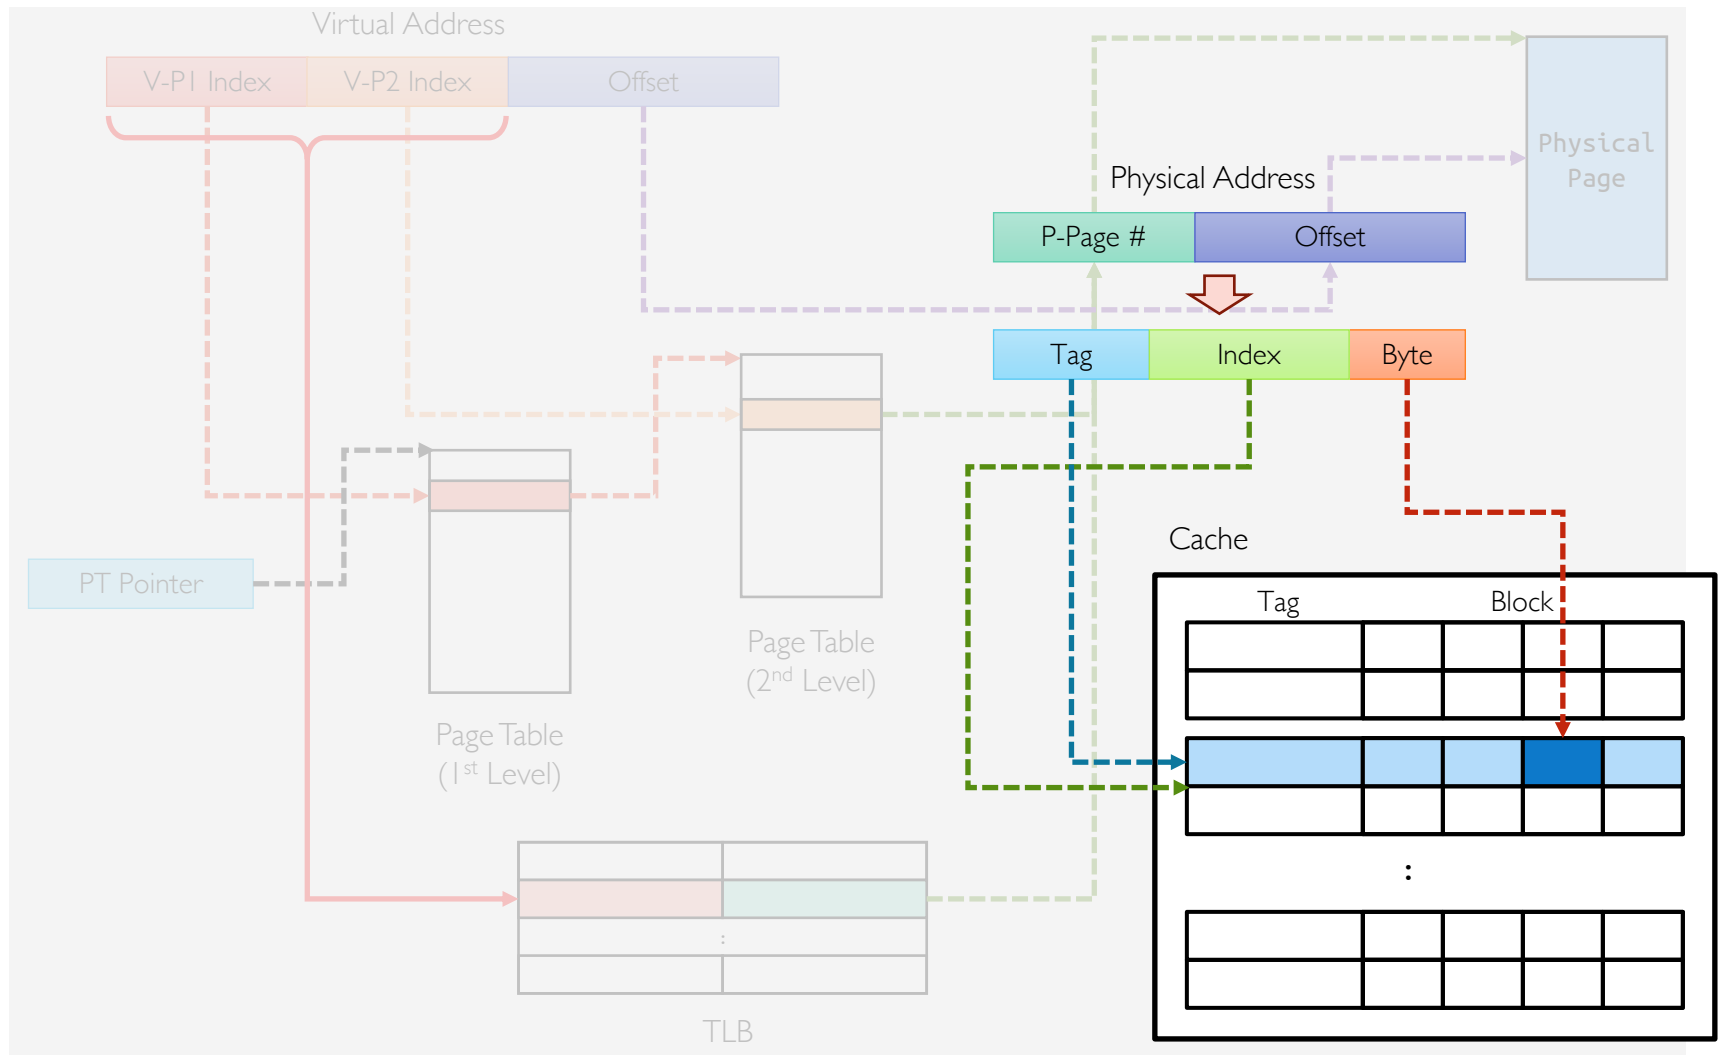 Virtual Address
V-P1 Index
V-P2 Index
Offset
Physical
Page
Physical Address
P-Page #
Offset
Tag
Index
Byte
PT Pointer
Page Table
(1st Level)
Page Table
(2nd Level)
Cache
Tag
Block
:
:
TLB